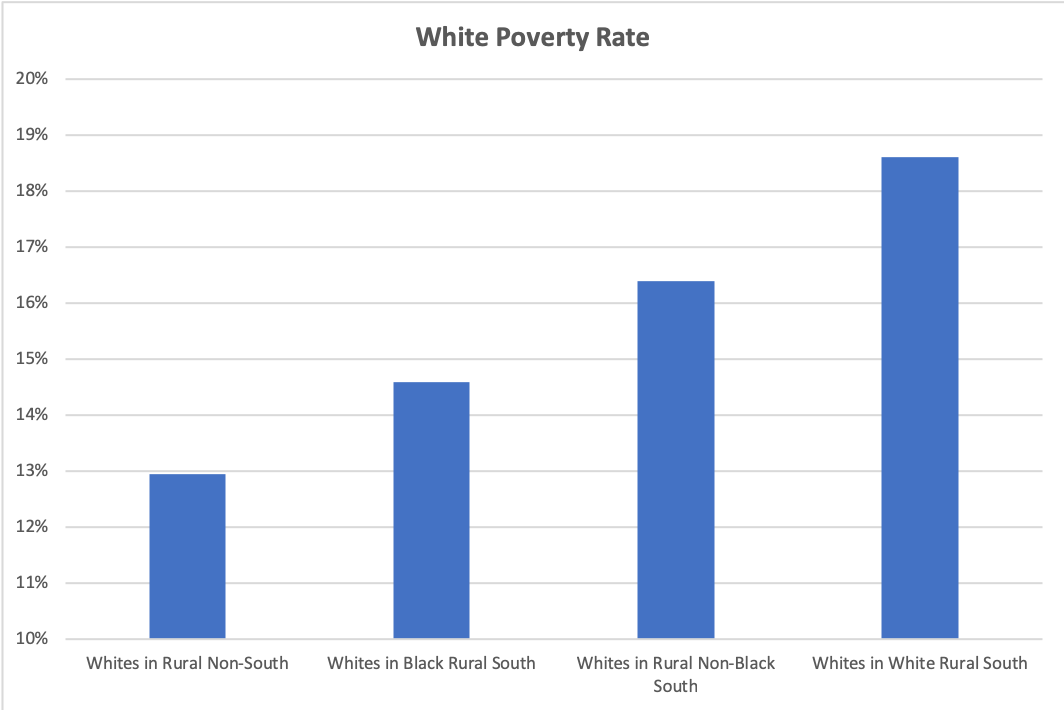 White Poverty Rate
20%
19%
18%
17%
16%
15%
14%
13%
12%
11%
10%
Whites in Rural Non-South
Whites in Black Rural South
Whites in Rural Non-Black
South
Whites in White Rural South